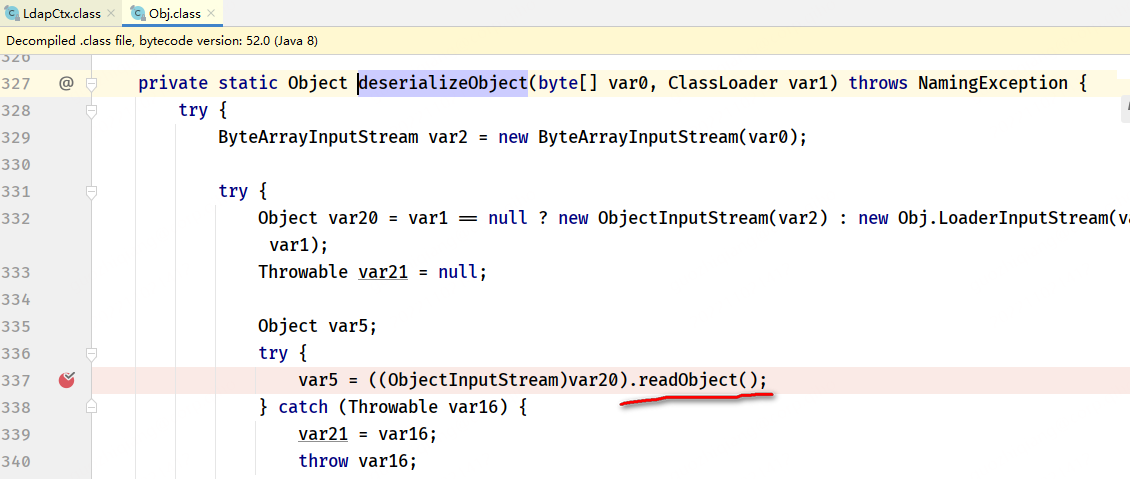 LdapCtx.class Obj.class
Decompiled .class file, bytecode version: 52.0 (Java 8)
326
327 @ private static Object deserializeObject(byte[] var0, ClassLoader var1) throws NamingException {
328 try {
329 ByteArrayInputStream var2 = new ByteArrayInputStream(var0);
330
331 try {
332 Object var20 = var1 == null ? new ObjectInputStream(var2) : new Obj.LoaderInputStream(
var1);
333 Throwable var21 = null;
334
335 Object var5;
336 try {
337 var5 = ((ObjectInputStream)var20).readObject();
338 } catch (Throwable var16) {
339 var21 = var16;
340 throw var16;